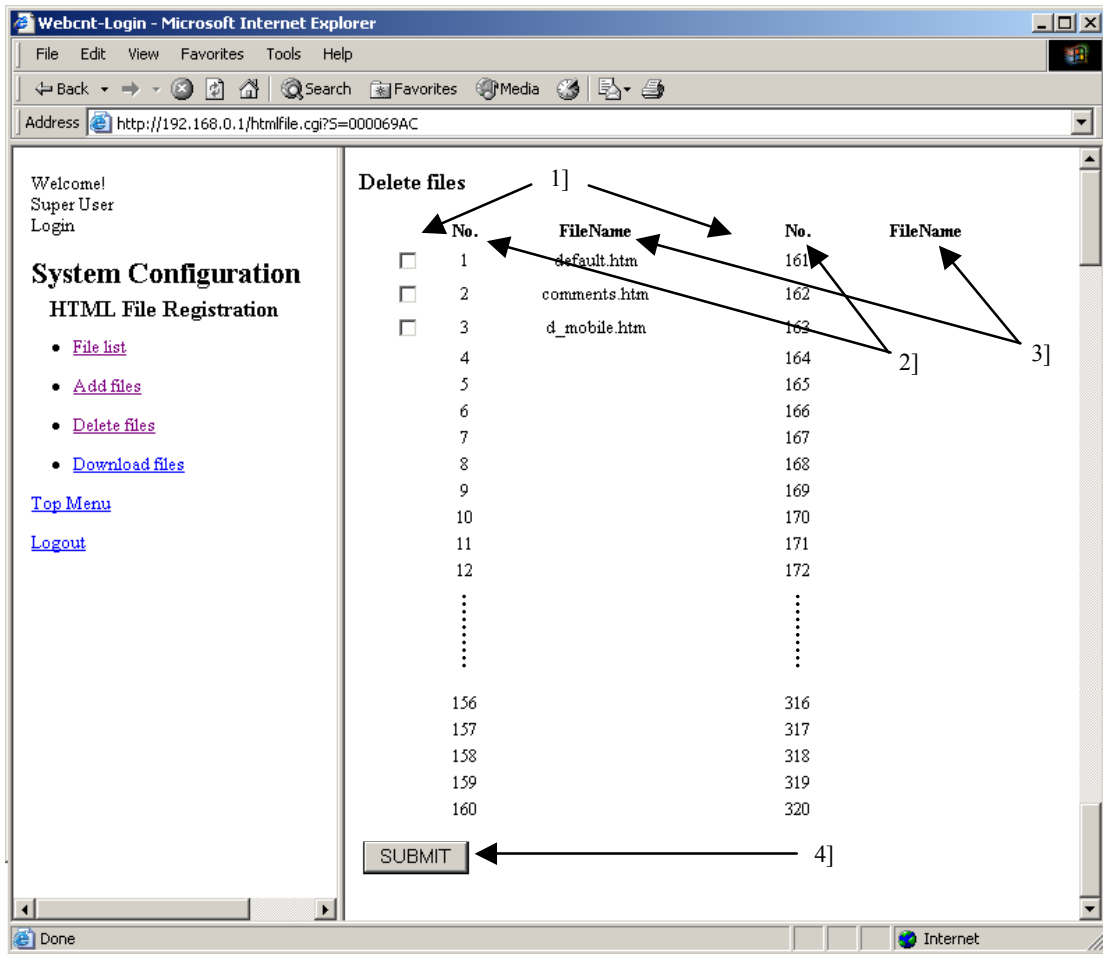 Webcnt-Login - Microsoft Internet Explorer
File Edit View Favorites Tools Help
Back Search Favorites Media
Address http://192.168.0.1/htmlfile.cgi?S=000069AC
Welcome!
Super User
Login
System Configuration
HTML File Registration
File list
Add files
Delete files
Download files
Top Menu
Logout
Delete files 1]
No. FileName No. FileName
1 default.htm 161
2 comments.htm 162
3 d_mobile.htm 163
2] 3]
4 164
5 165
6 166
7 167
8 168
9 169
10 170
11 171
12 172
156 316
157 317
158 318
159 319
160 320
SUBMIT 4]
Done Internet